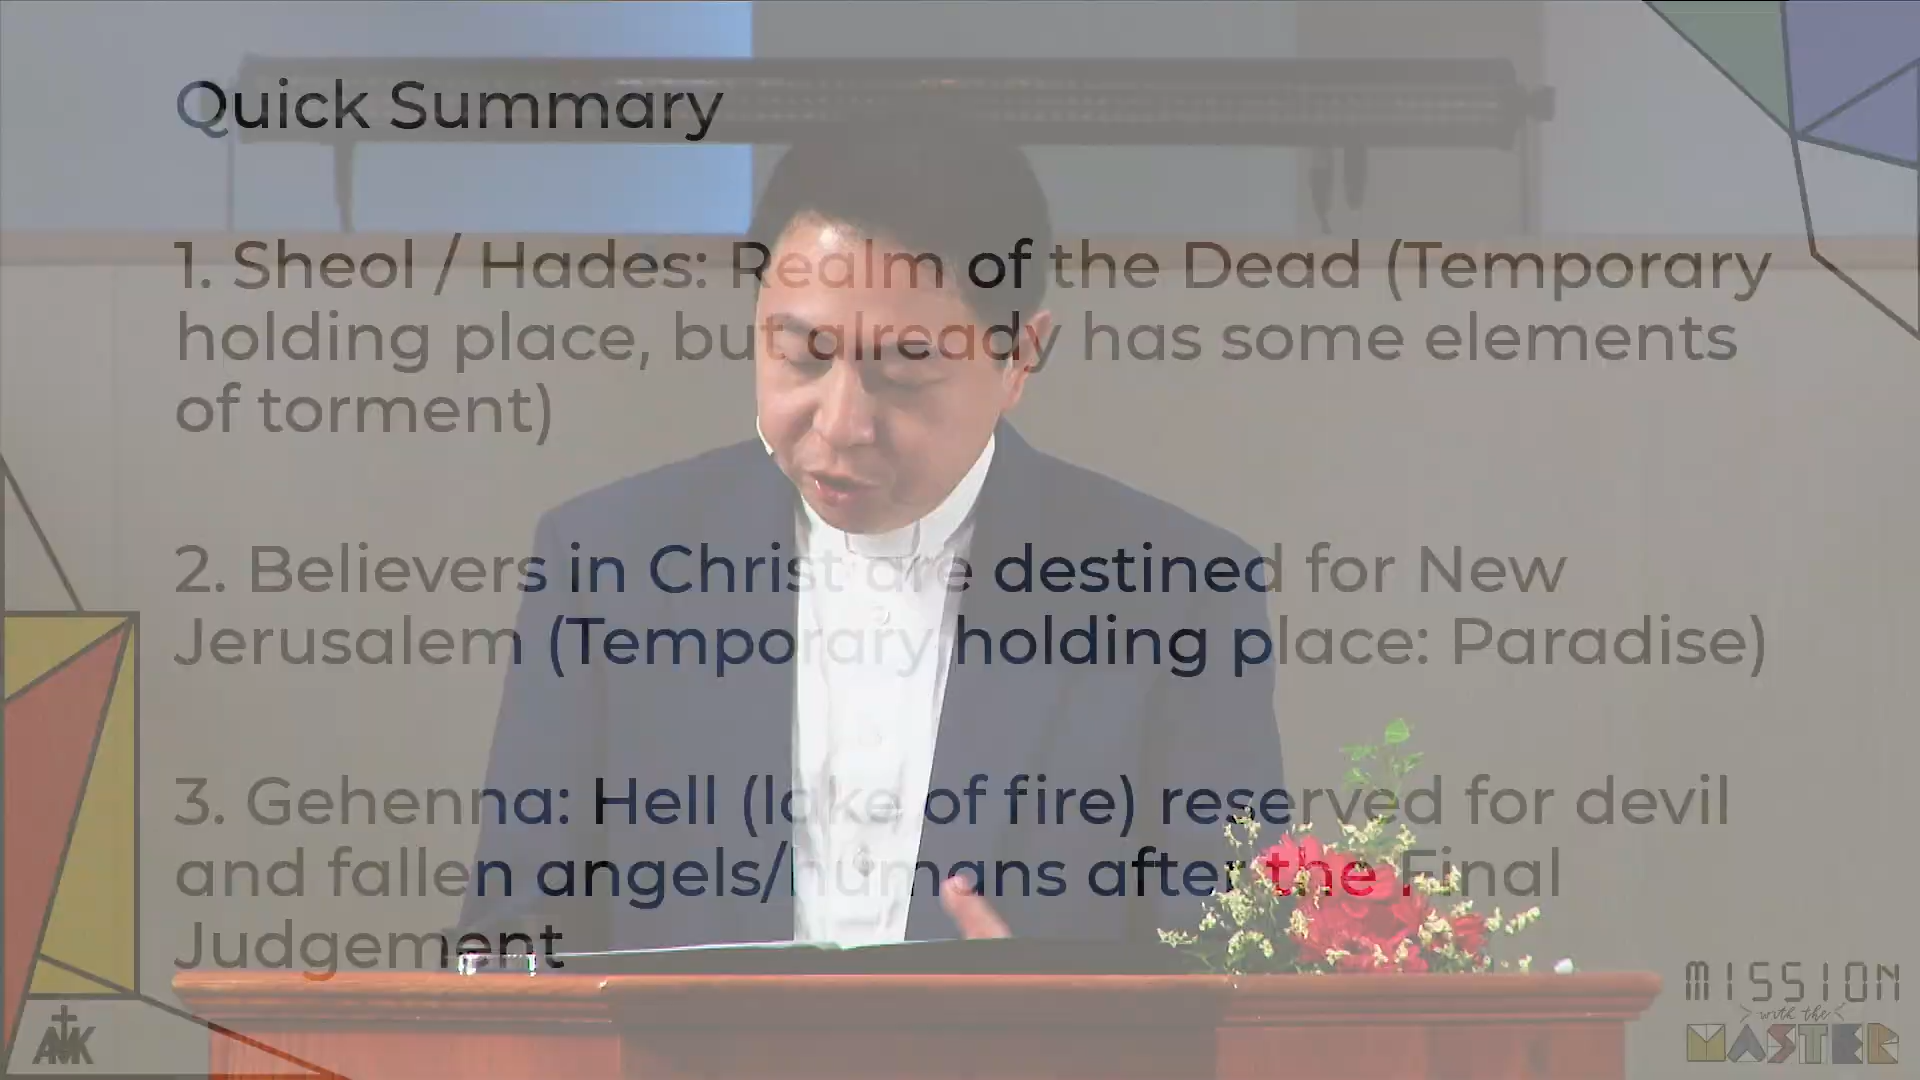 Quick Summary
1. Sheol / Hades: Realm of the Dead (Temporary
holding place, but already has some elements
of torment)
2. Believers in Christ are destined for New
Jerusalem (Temporary holding place: Paradise)
3. Gehenna: Hell (lake of fire) reserved for devil
and fallen angels/humans after the Final
Judgement
AMK
MISSION
with the
MASTER